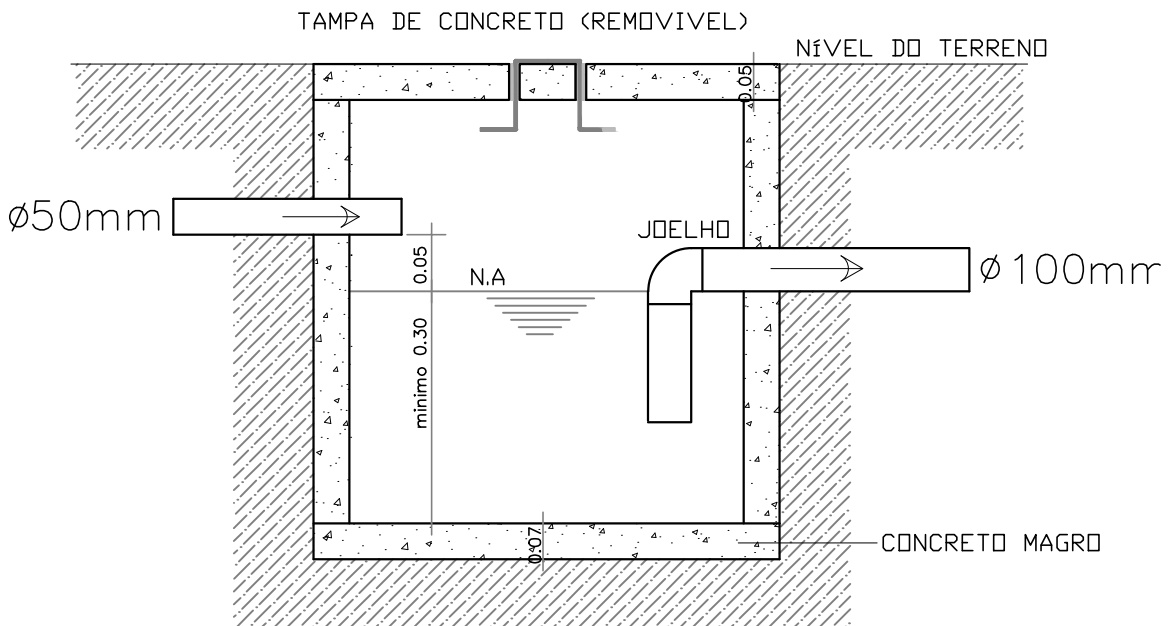 TAMPA DE CONCRETO (REMOVIVEL)
NíVEL DO TERRENO
0.05
Ø50mm
JOELHO
0.05
N.A
Ø 100mm
minimo 0.30
0.07
CONCRETO MAGRO